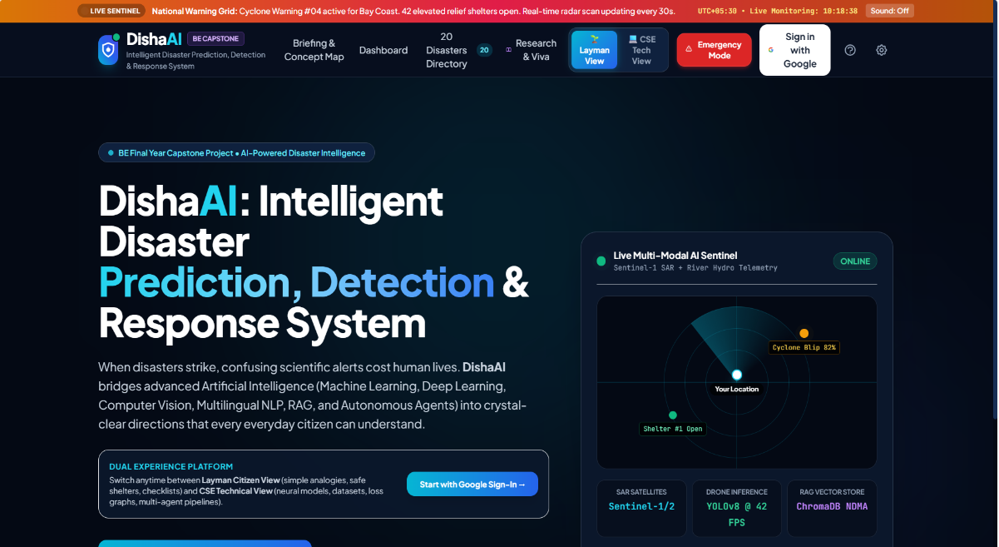 LIVE SENTINEL National Warning Grid: Cyclone Warning #04 active for Bay Coast. 42 elevated relief shelters open. Real-time radar scan updating every 30s. UTC+05:30 • Live Monitoring: 10:18:38 Sound: Off
DishaAI BE CAPSTONE
Intelligent Disaster Prediction, Detection
& Response System
Briefing &
Concept Map
Dashboard
20
Disasters
Directory
20
Research
& Viva
🌱
Layman
View
💻 CSE
Tech
View
Emergency
Mode
Sign in
with
Google
BE Final Year Capstone Project • AI-Powered Disaster Intelligence
DishaAI: Intelligent
Disaster
Prediction, Detection &
Response System
When disasters strike, confusing scientific alerts cost human lives. DishaAI
bridges advanced Artificial Intelligence (Machine Learning, Deep Learning,
Computer Vision, Multilingual NLP, RAG, and Autonomous Agents) into crystal-
clear directions that every everyday citizen can understand.
DUAL EXPERIENCE PLATFORM
Switch anytime between Layman Citizen View (simple analogies, safe
shelters, checklists) and CSE Technical View (neural models, datasets, loss
graphs, multi-agent pipelines).
Start with Google Sign-In →
Live Multi-Modal AI Sentinel
Sentinel-1 SAR + River Hydro Telemetry
ONLINE
Cyclone Blip 82%
Your Location
Shelter #1 Open
SAR SATELLITES
Sentinel-1/2
DRONE INFERENCE
YOLOv8 @ 42
FPS
RAG VECTOR STORE
ChromaDB NDMA